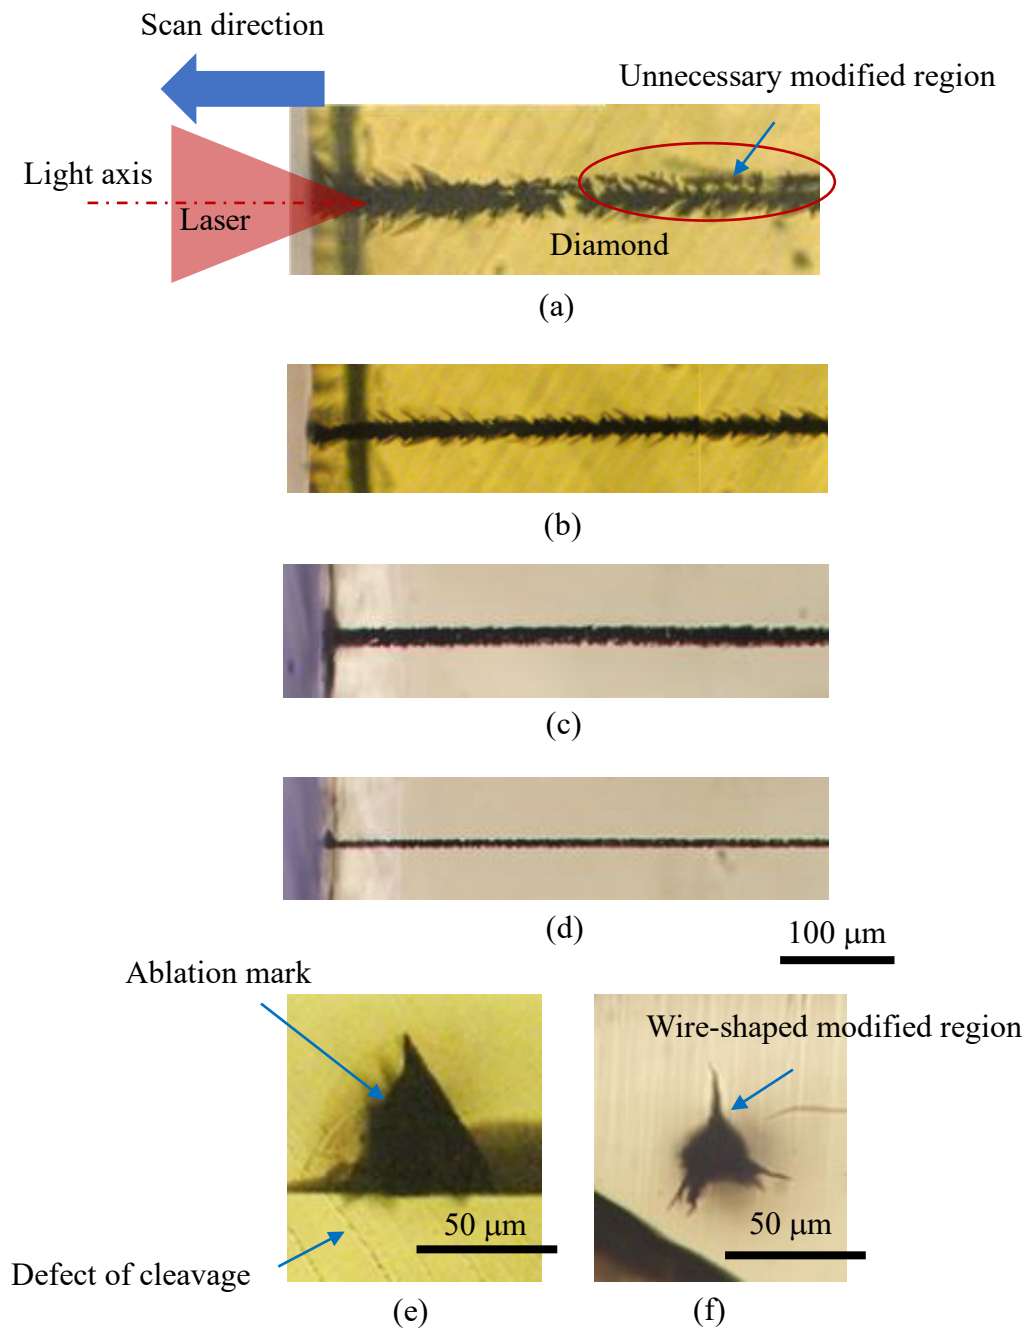 Scan direction
Unnecessary modified region
Light axis
Laser
Diamond
(a)
(b)
(c)
(d)
100 μm
Ablation mark
Wire-shaped modified region
50 μm
50 μm
Defect of cleavage
(e)
(f)